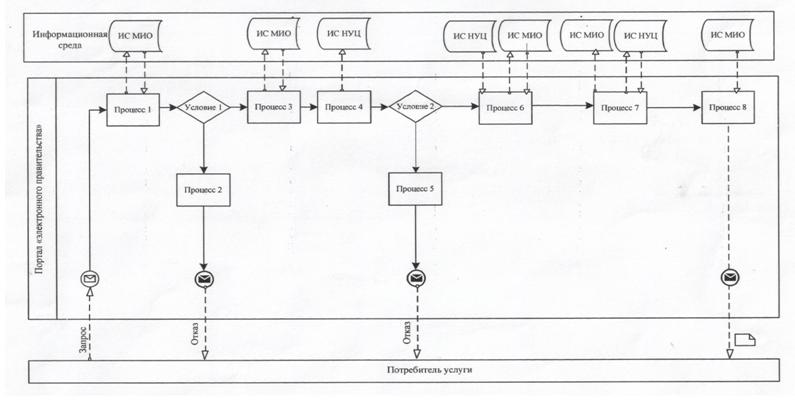 Информационная
среда
ИС МИО
ИС МИО
ИС НУЦ
ИС НУЦ
ИС МИО
ИС МИО
ИС НУЦ
ИС МИО
Портал «электронного правительства»
Процесс 1
Условие 1
Процесс 3
Процесс 4
Условие 2
Процесс 6
Процесс 7
Процесс 8
Процесс 2
Процесс 5
Запрос
Отказ
Отказ
Потребитель услуги